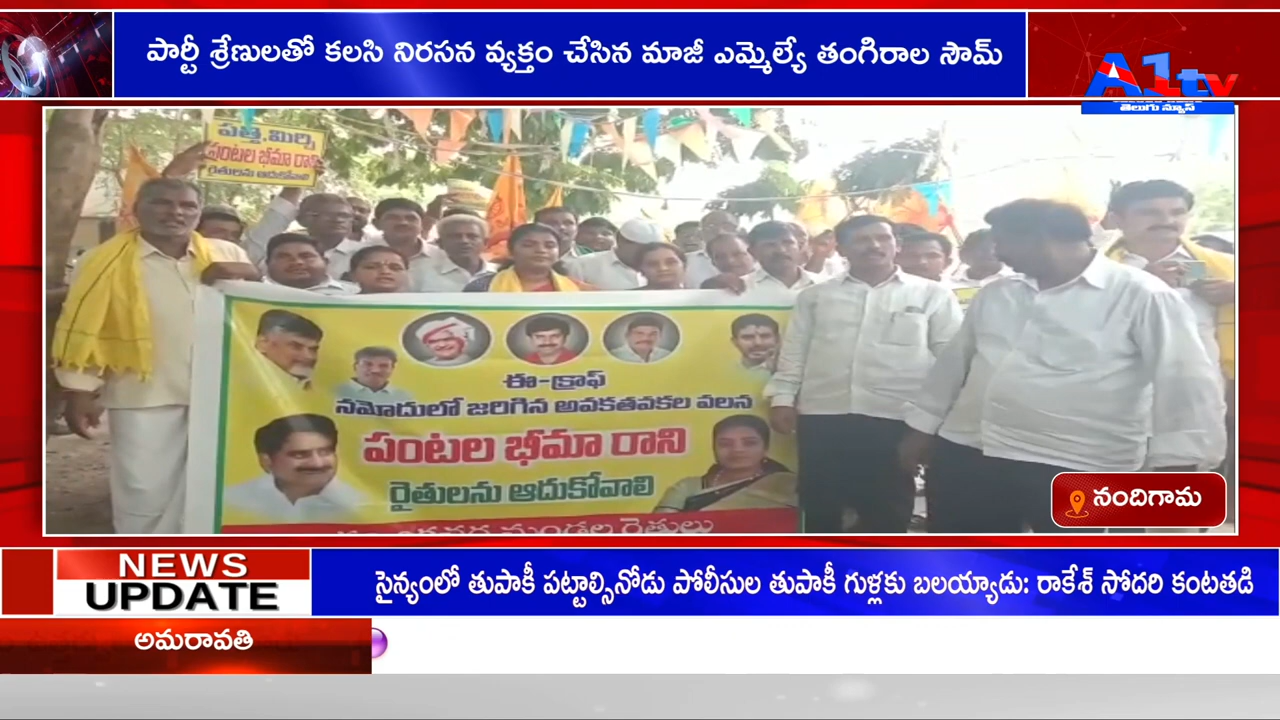 పార్టీ శ్రేణులతో కలసి నిరసన వ్యక్తం చేసిన మాజీ ఎమ్మెల్యే తంగిరాల సౌమ్
A1tv
తెలుగు న్యూస్
పత్తి.మిర్చి
పంటల భీమా రాని
రైతులను ఆదుకోవాలి
ఈ-క్రాఫ్
నమోదులో జరిగిన అవకతవకల వలన
పంటల భీమా రాని
రైతులను ఆదుకోవాలి
మండల రైతులు
నందిగామ
NEWS
UPDATE
సైన్యంలో తుపాకీ పట్టాల్సినోడు పోలీసుల తుపాకీ గుళ్లకు బలయ్యాడు: రాకేశ్ సోదరి కంటతడి
అమరావతి